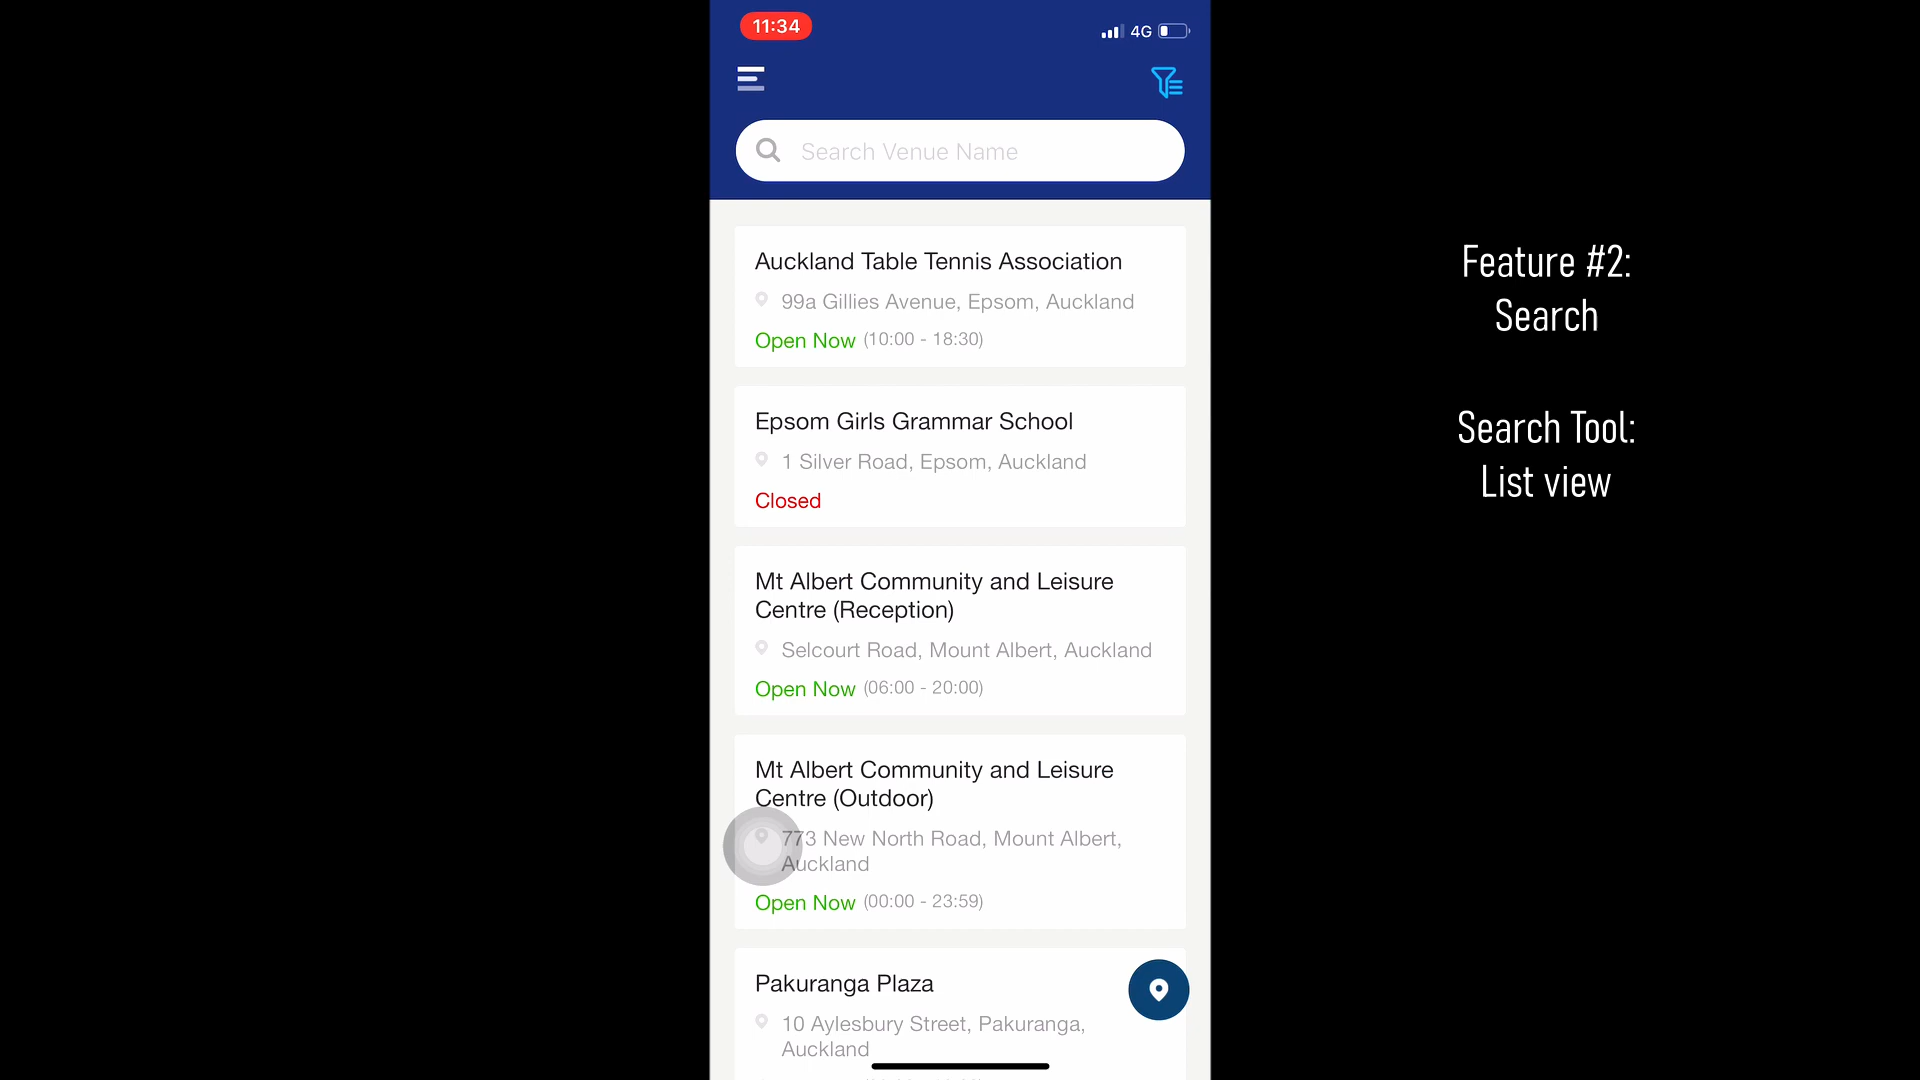 11:34
4G
Search Venue Name
Auckland Table Tennis Association
99a Gillies Avenue, Epsom, Auckland
Open Now (10:00 - 18:30)
Epsom Girls Grammar School
1 Silver Road, Epsom, Auckland
Closed
Mt Albert Community and Leisure
Centre (Reception)
Selcourt Road, Mount Albert, Auckland
Open Now (06:00 - 20:00)
Mt Albert Community and Leisure
Centre (Outdoor)
773 New North Road, Mount Albert,
Auckland
Open Now (00:00 - 23:59)
Pakuranga Plaza
10 Aylesbury Street, Pakuranga,
Auckland
Feature #2:
Search
Search Tool:
List view